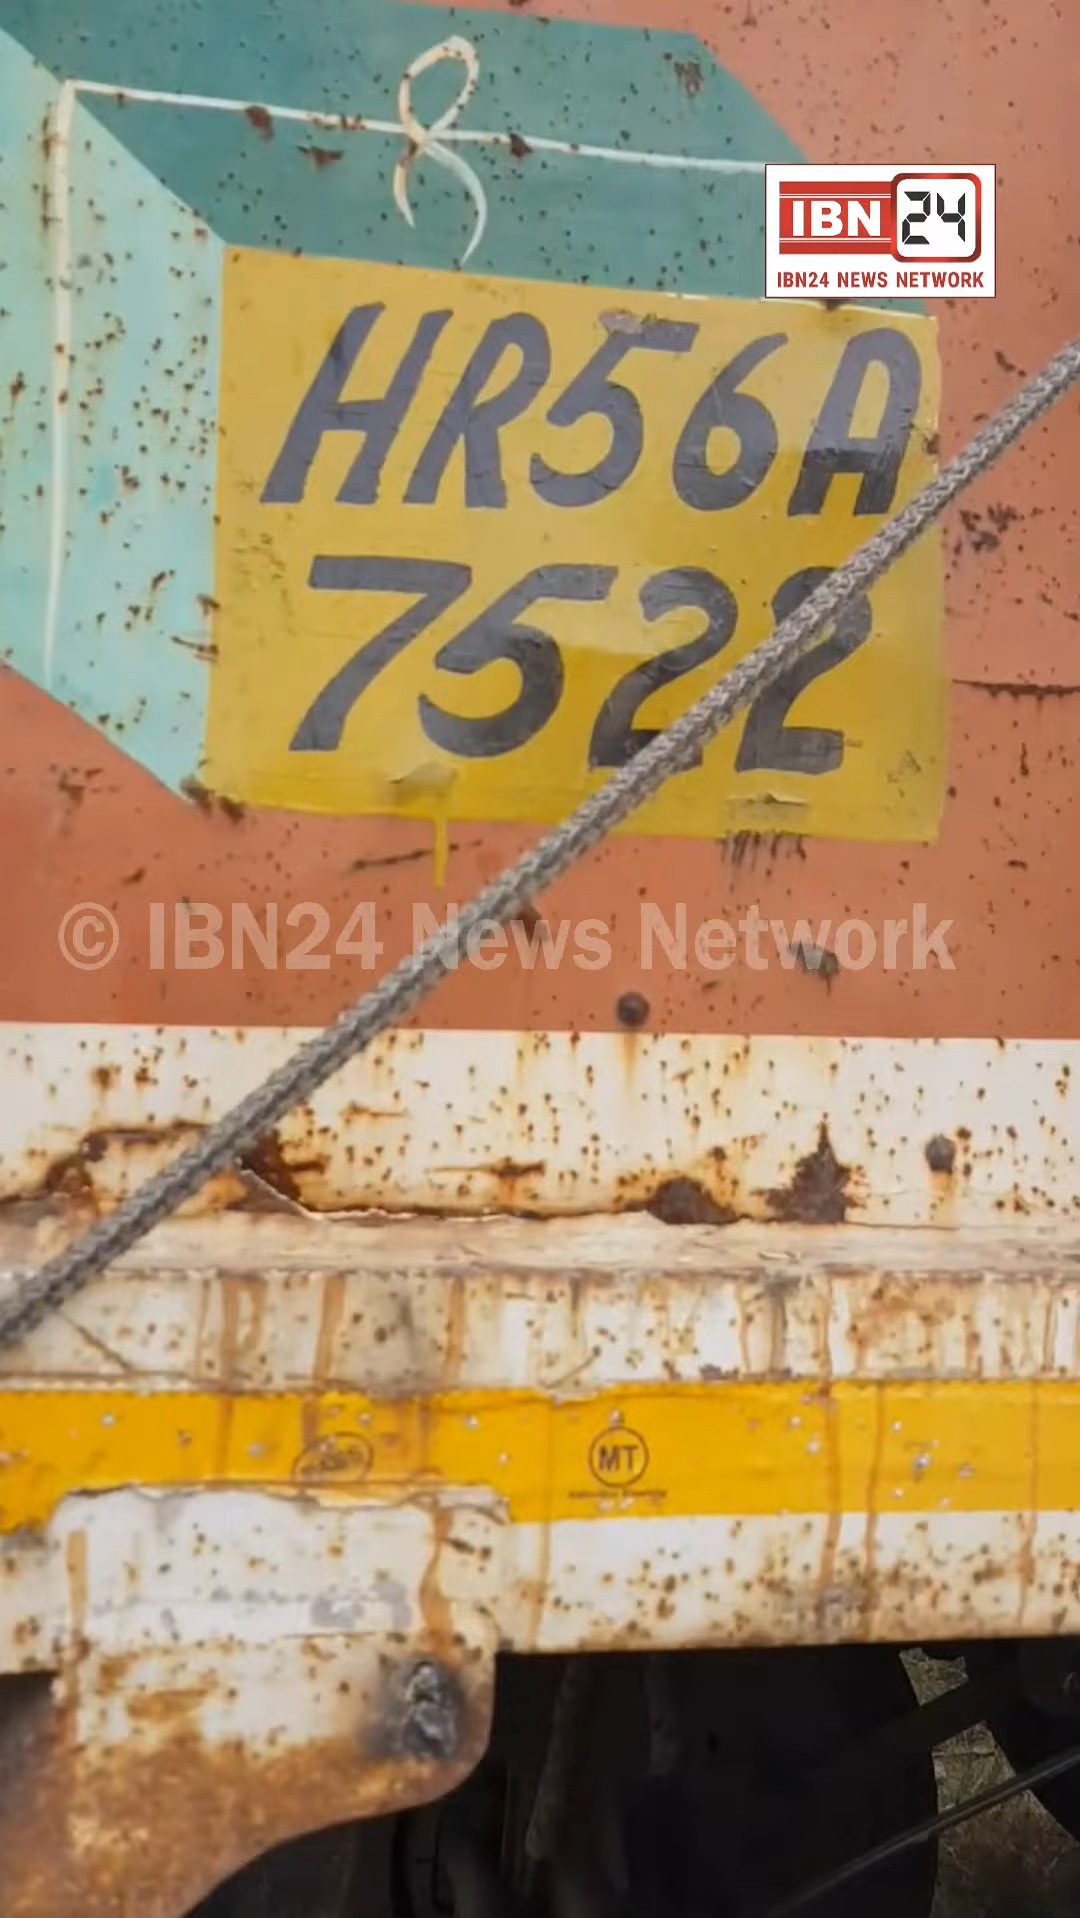 IBN 24
IBN24 NEWS NETWORK
HR56A
7522
© IBN24 News Network
MT